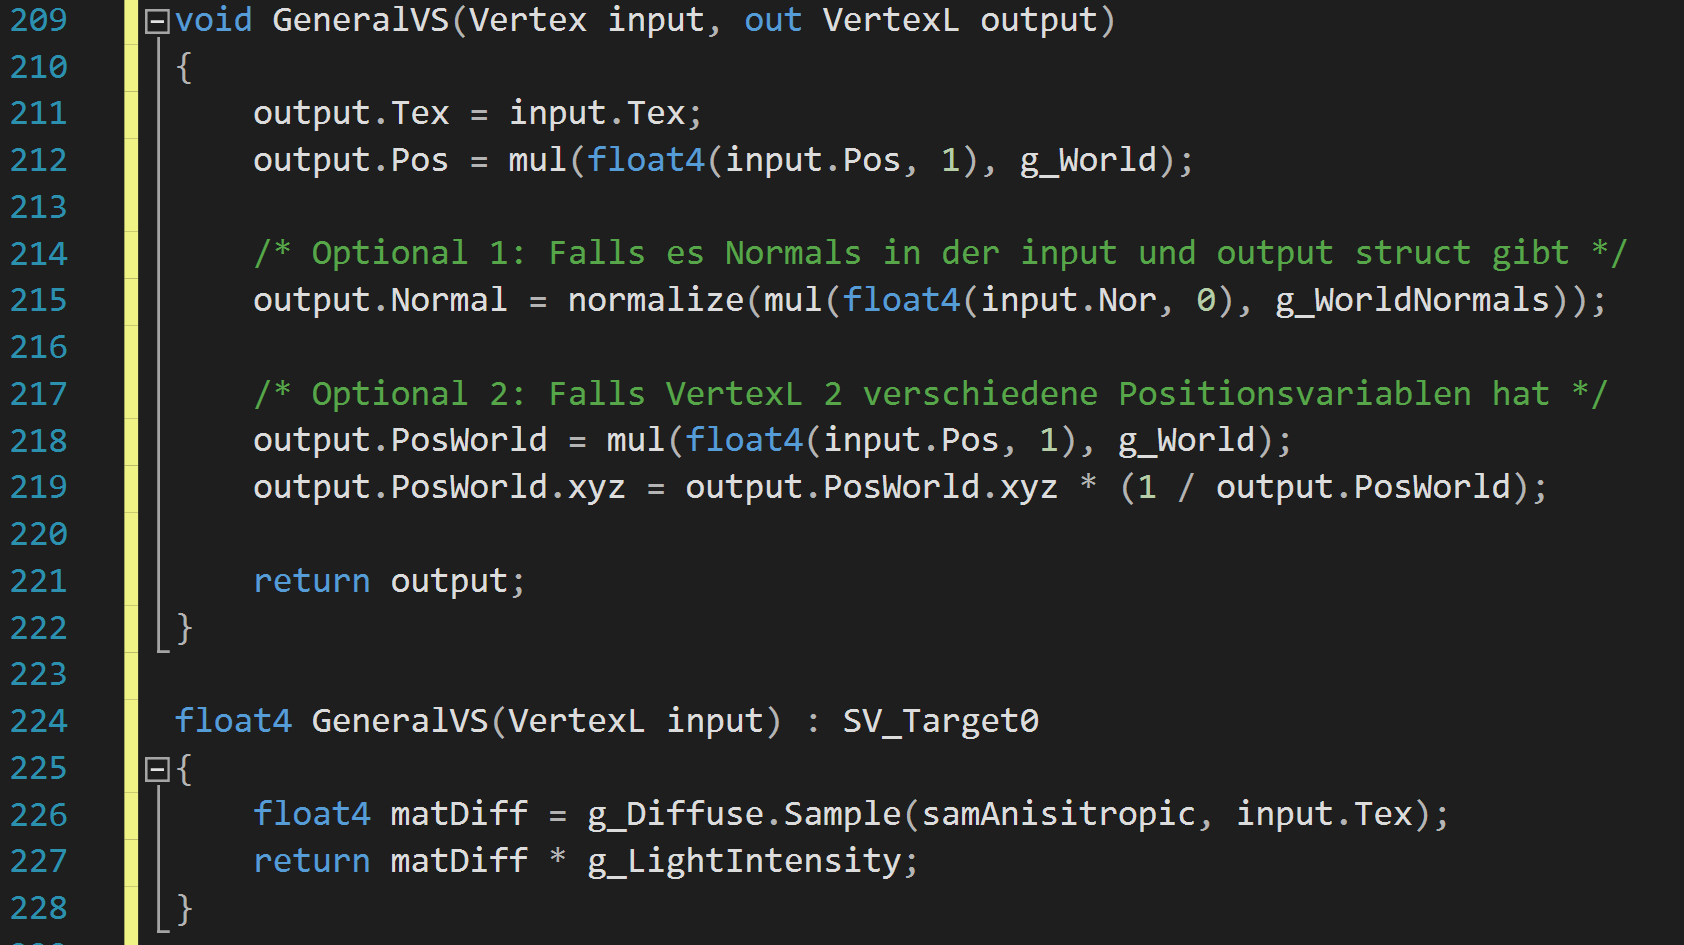 209 void GeneralVS(Vertex input, out VertexL output)
210 {
211     output.Tex = input.Tex;
212     output.Pos = mul(float4(input.Pos, 1), g_World);
213
214     /* Optional 1: Falls es Normals in der input und output struct gibt */
215     output.Normal = normalize(mul(float4(input.Nor, 0), g_WorldNormals));
216
217     /* Optional 2: Falls VertexL 2 verschiedene Positionsvariablen hat */
218     output.PosWorld = mul(float4(input.Pos, 1), g_World);
219     output.PosWorld.xyz = output.PosWorld.xyz * (1 / output.PosWorld);
220
221     return output;
222 }
223
224 float4 GeneralVS(VertexL input) : SV_Target0
225 {
226     float4 matDiff = g_Diffuse.Sample(samAnisitropic, input.Tex);
227     return matDiff * g_LightIntensity;
228 }